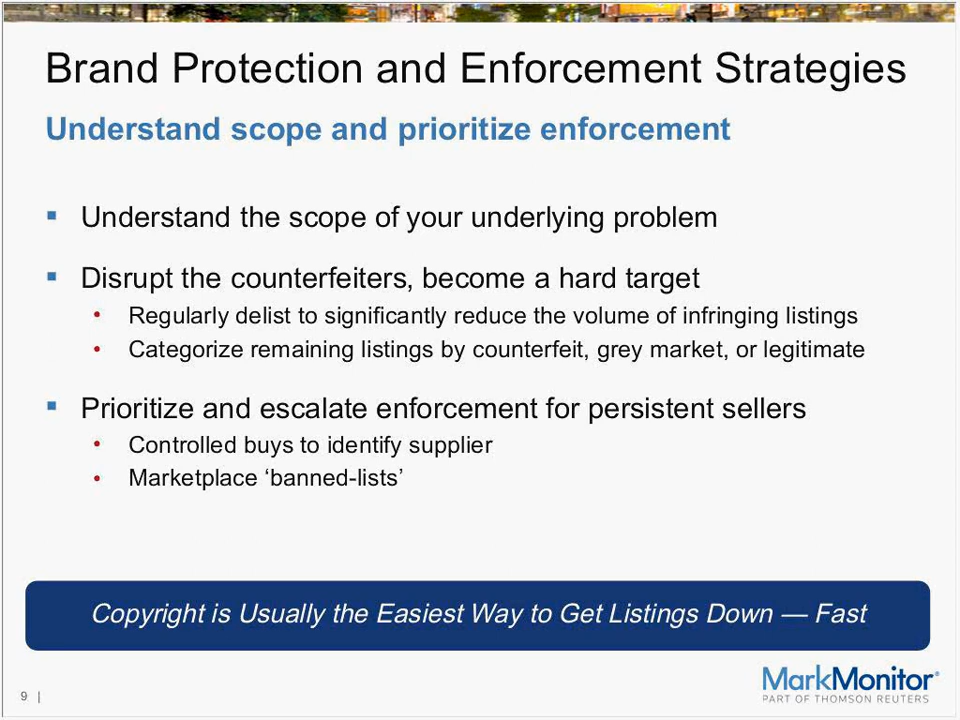 Brand Protection and Enforcement Strategies
Understand scope and prioritize enforcement
▪ Understand the scope of your underlying problem
▪ Disrupt the counterfeiters, become a hard target
• Regularly delist to significantly reduce the volume of infringing listings
• Categorize remaining listings by counterfeit, grey market, or legitimate
▪ Prioritize and escalate enforcement for persistent sellers
• Controlled buys to identify supplier
• Marketplace ‘banned-lists’
Copyright is Usually the Easiest Way to Get Listings Down — Fast
9 |
MarkMonitor®
PART OF THOMSON REUTERS